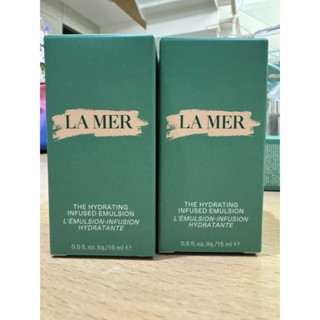 LA MER
THE HYDRATING
INFUSED EMULSION
L'ÉMULSION-INFUSION
HYDRATANTE
0.5 fl. oz. liq./15 ml ℮
LA MER
THE HYDRATING
INFUSED EMULSION
L'ÉMULSION-INFUSION
HYDRATANTE
0.5 fl. oz. liq./15 ml ℮